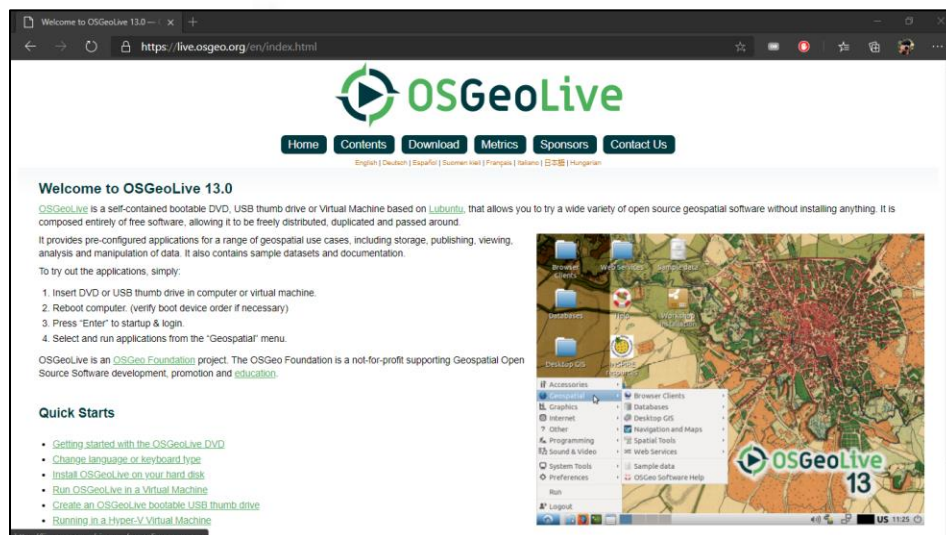 Welcome to OSGeoLive 13.0 —
https://live.osgeo.org/en/index.html
OSGeoLive
Home Contents Download Metrics Sponsors Contact Us
English | Deutsch | Español | Suomen kieli | Français | Italiano | 日本語 | Hungarian
Welcome to OSGeoLive 13.0
OSGeoLive is a self-contained bootable DVD, USB thumb drive or Virtual Machine based on Lubuntu, that allows you to try a wide variety of open source geospatial software without installing anything. It is
composed entirely of free software, allowing it to be freely distributed, duplicated and passed around.
It provides pre-configured applications for a range of geospatial use cases, including storage, publishing, viewing,
analysis and manipulation of data. It also contains sample datasets and documentation.
To try out the applications, simply:
1. Insert DVD or USB thumb drive in computer or virtual machine.
2. Reboot computer. (verify boot device order if necessary)
3. Press "Enter" to startup & login.
4. Select and run applications from the "Geospatial" menu.
OSGeoLive is an OSGeo Foundation project. The OSGeo Foundation is a not-for-profit supporting Geospatial Open
Source Software development, promotion and education.
Quick Starts
• Getting started with the OSGeoLive DVD
• Change language or keyboard type
• Install OSGeoLive on your hard disk
• Run OSGeoLive in a Virtual Machine
• Create an OSGeoLive bootable USB thumb drive
• Running in a Hyper-V Virtual Machine
Browser Clients
Web Services
Sample data
Databases
Help
Workshop Installation
Desktop GIS
Accessories
Geospatial
Graphics
Internet
Other
Programming
Sound & Video
System Tools
Preferences
Run
Logout
Browser Clients
Databases
Desktop GIS
Navigation and Maps
Spatial Tools
Web Services
Sample data
OSGeo Software Help
OSGeoLive
13
US 11:25